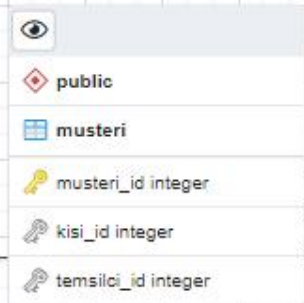 public
musteri
musteri_id integer
kisi_id integer
temsilci_id integer